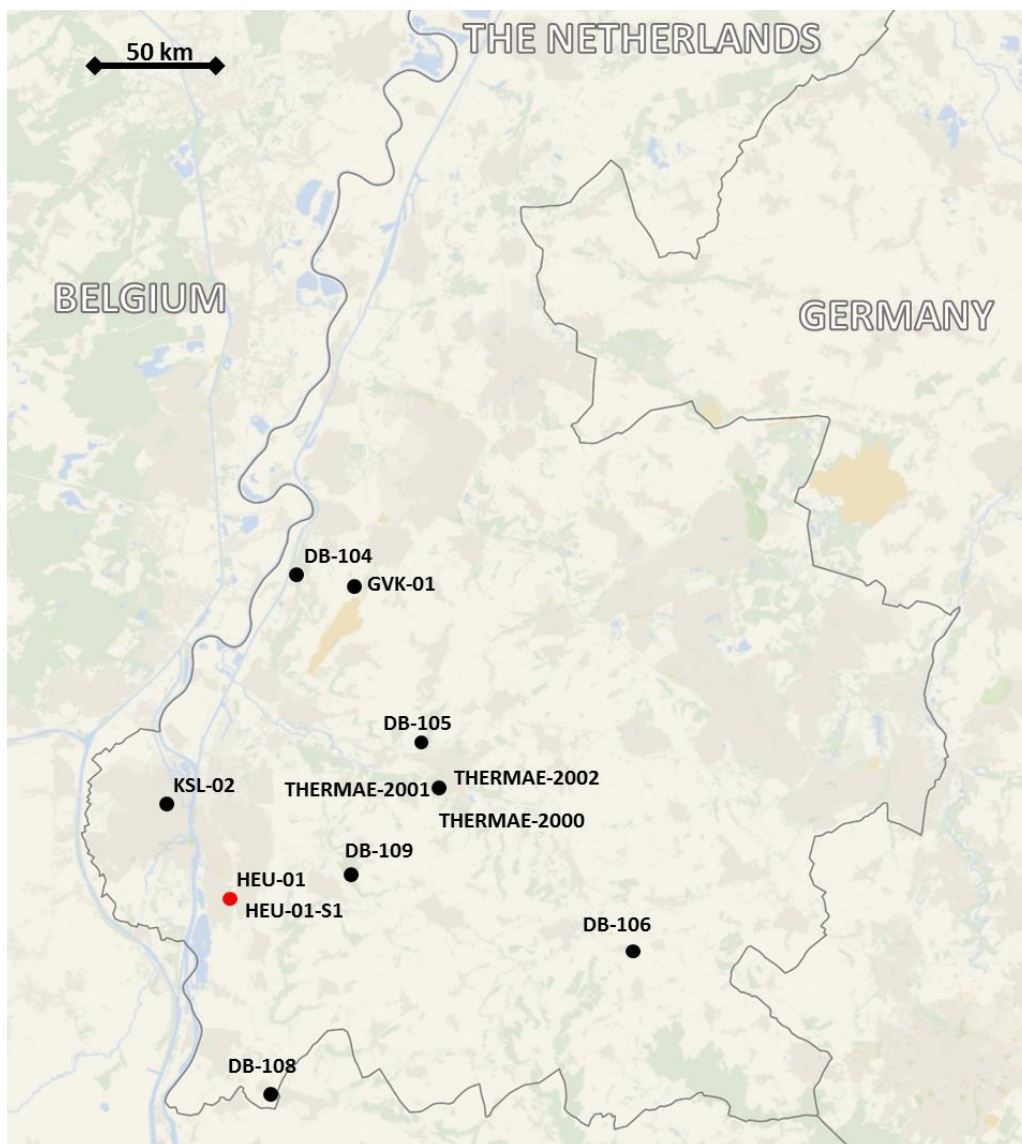 THE NETHERLANDS
50 km
BELGIUM
GERMANY
DB-104
GVK-01
DB-105
THERMAE-2002
THERMAE-2001
KSL-02
THERMAE-2000
DB-109
HEU-01
HEU-01-S1
DB-106
DB-108